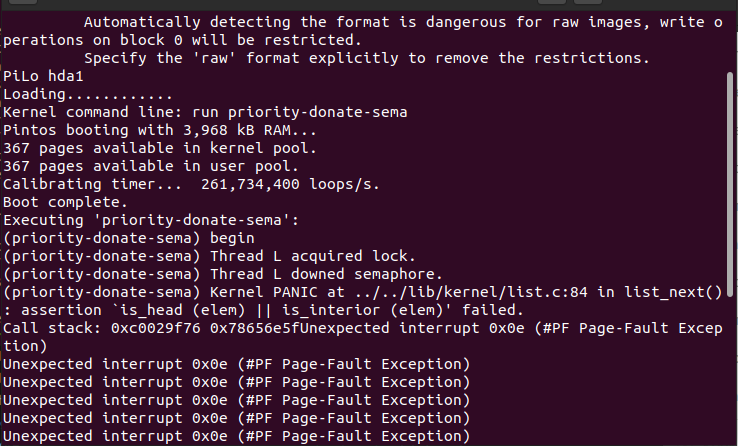 Automatically detecting the format is dangerous for raw images, write o
perations on block 0 will be restricted.
        Specify the 'raw' format explicitly to remove the restrictions.
PiLo hda1
Loading............
Kernel command line: run priority-donate-sema
Pintos booting with 3,968 kB RAM...
367 pages available in kernel pool.
367 pages available in user pool.
Calibrating timer...  261,734,400 loops/s.
Boot complete.
Executing 'priority-donate-sema':
(priority-donate-sema) begin
(priority-donate-sema) Thread L acquired lock.
(priority-donate-sema) Thread L downed semaphore.
(priority-donate-sema) Kernel PANIC at ../../lib/kernel/list.c:84 in list_next()
: assertion `is_head (elem) || is_interior (elem)' failed.
Call stack: 0xc0029f76 0x78656e5fUnexpected interrupt 0x0e (#PF Page-Fault Excep
tion)
Unexpected interrupt 0x0e (#PF Page-Fault Exception)
Unexpected interrupt 0x0e (#PF Page-Fault Exception)
Unexpected interrupt 0x0e (#PF Page-Fault Exception)
Unexpected interrupt 0x0e (#PF Page-Fault Exception)
Unexpected interrupt 0x0e (#PF Page-Fault Exception)